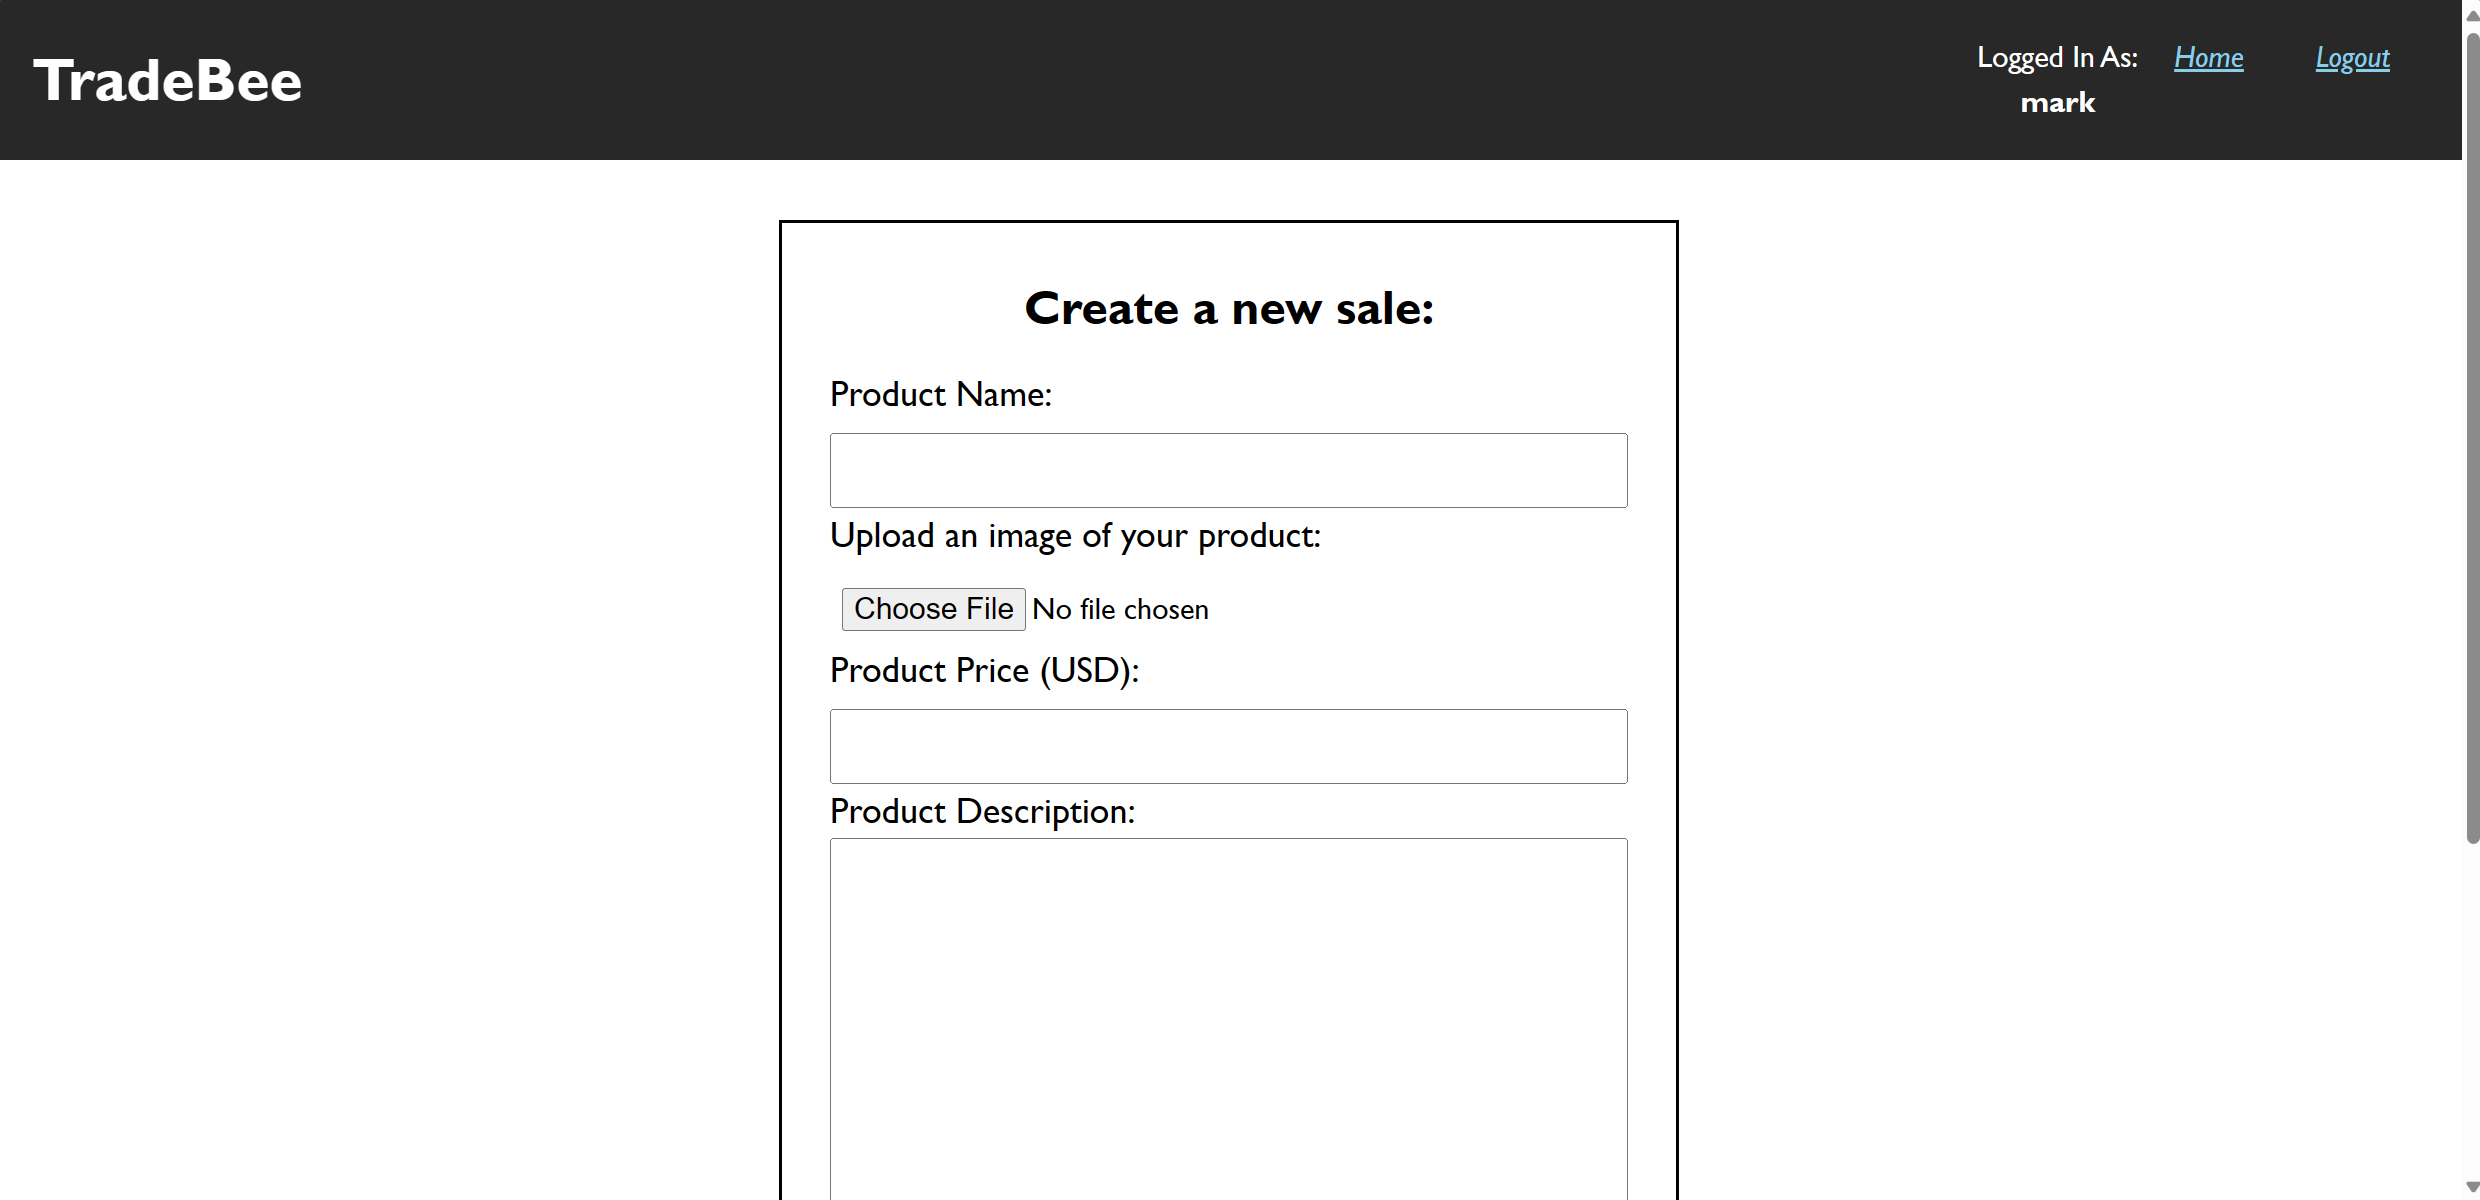 TradeBee
Logged In As:
mark
Home
Logout
Create a new sale:
Product Name:
Upload an image of your product:
Choose File No file chosen
Product Price (USD):
Product Description: